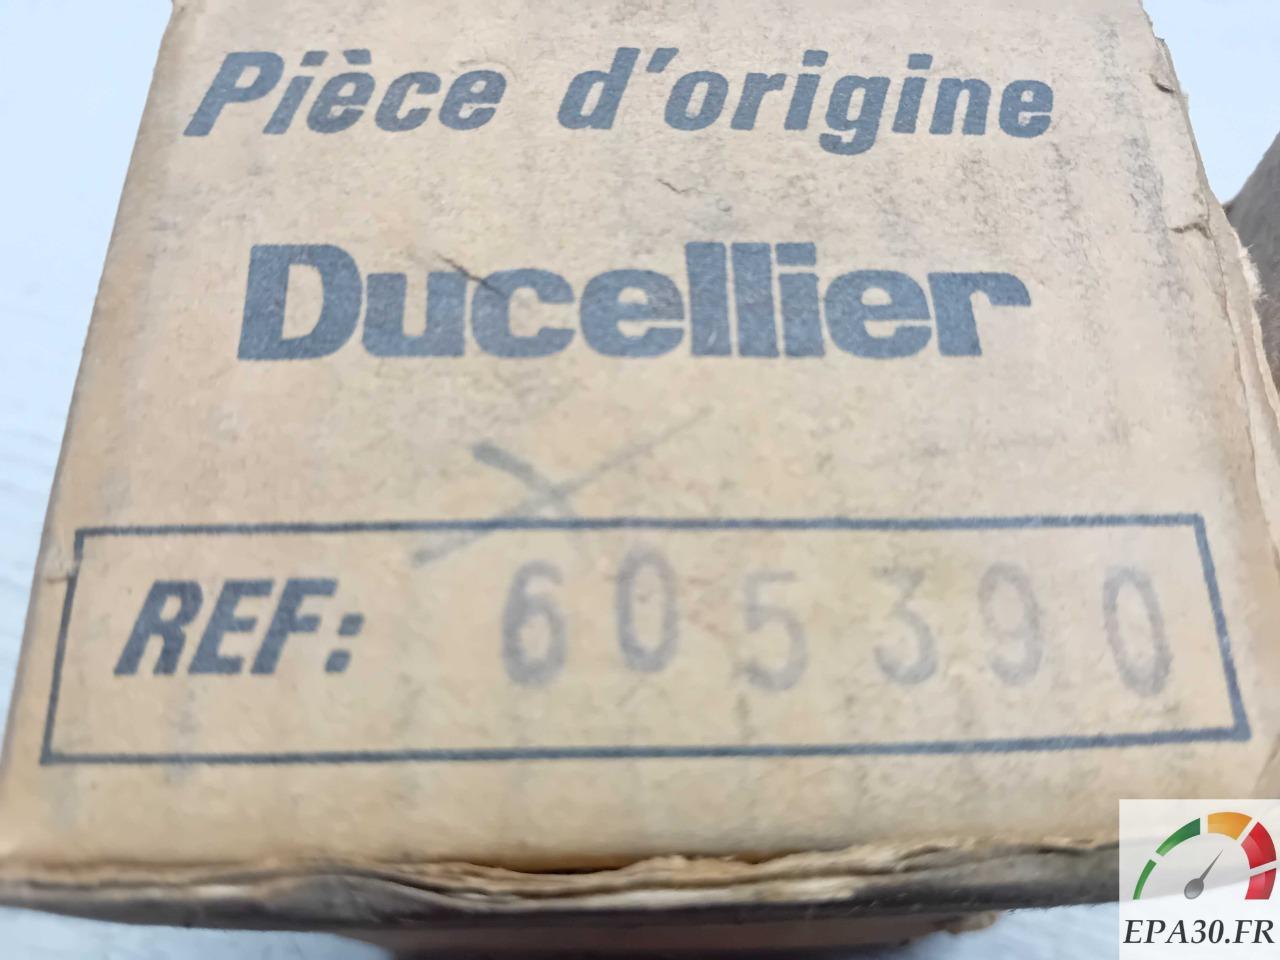 Pièce d'origine
Ducellier
REF: 605390
EPA30.FR